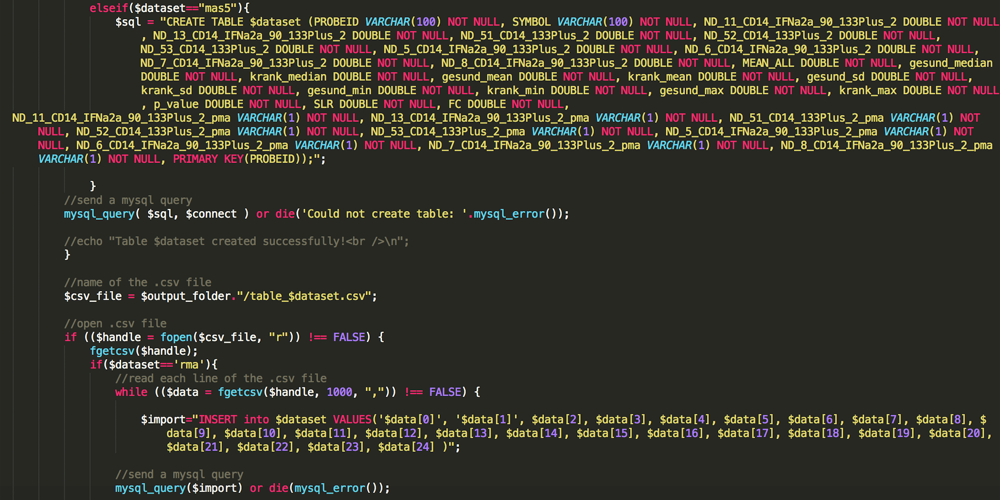 elseif($dataset=="mas5"){
$sql = "CREATE TABLE $dataset (PROBEID VARCHAR(100) NOT NULL, SYMBOL VARCHAR(100) NOT NULL, ND_11_CD14_IFNa2a_90_133Plus_2 DOUBLE NOT NULL
, ND_13_CD14_IFNa2a_90_133Plus_2 DOUBLE NOT NULL, ND_51_CD14_133Plus_2 DOUBLE NOT NULL, ND_52_CD14_133Plus_2 DOUBLE NOT NULL,
ND_53_CD14_133Plus_2 DOUBLE NOT NULL, ND_5_CD14_IFNa2a_90_133Plus_2 DOUBLE NOT NULL, ND_6_CD14_IFNa2a_90_133Plus_2 DOUBLE NOT NULL,
ND_7_CD14_IFNa2a_90_133Plus_2 DOUBLE NOT NULL, ND_8_CD14_IFNa2a_90_133Plus_2 DOUBLE NOT NULL, MEAN_ALL DOUBLE NOT NULL, gesund_median
DOUBLE NOT NULL, krank_median DOUBLE NOT NULL, gesund_mean DOUBLE NOT NULL, krank_mean DOUBLE NOT NULL, gesund_sd DOUBLE NOT NULL,
krank_sd DOUBLE NOT NULL, gesund_min DOUBLE NOT NULL, krank_min DOUBLE NOT NULL, gesund_max DOUBLE NOT NULL, krank_max DOUBLE NOT NULL
, p_value DOUBLE NOT NULL, SLR DOUBLE NOT NULL, FC DOUBLE NOT NULL,
ND_11_CD14_IFNa2a_90_133Plus_2_pma VARCHAR(1) NOT NULL, ND_13_CD14_IFNa2a_90_133Plus_2_pma VARCHAR(1) NOT NULL, ND_51_CD14_133Plus_2_pma VARCHAR(1) NOT
NULL, ND_52_CD14_133Plus_2_pma VARCHAR(1) NOT NULL, ND_53_CD14_133Plus_2_pma VARCHAR(1) NOT NULL, ND_5_CD14_IFNa2a_90_133Plus_2_pma VARCHAR(1) NOT
NULL, ND_6_CD14_IFNa2a_90_133Plus_2_pma VARCHAR(1) NOT NULL, ND_7_CD14_IFNa2a_90_133Plus_2_pma VARCHAR(1) NOT NULL, ND_8_CD14_IFNa2a_90_133Plus_2_pma
VARCHAR(1) NOT NULL, PRIMARY KEY(PROBEID));";
}
//send a mysql query
mysql_query( $sql, $connect ) or die('Could not create table: '.mysql_error());
//echo "Table $dataset created successfully!<br />\n";
}
//name of the .csv file
$csv_file = $output_folder."/table_$dataset.csv";
//open .csv file
if (($handle = fopen($csv_file, "r")) !== FALSE) {
fgetcsv($handle);
if($dataset=='rma'){
//read each line of the .csv file
while (($data = fgetcsv($handle, 1000, ",")) !== FALSE) {
$import="INSERT into $dataset VALUES('$data[0]', '$data[1]', $data[2], $data[3], $data[4], $data[5], $data[6], $data[7], $data[8], $
data[9], $data[10], $data[11], $data[12], $data[13], $data[14], $data[15], $data[16], $data[17], $data[18], $data[19], $data[20],
$data[21], $data[22], $data[23], $data[24] )";
//send a mysql query
mysql_query($import) or die(mysql_error());